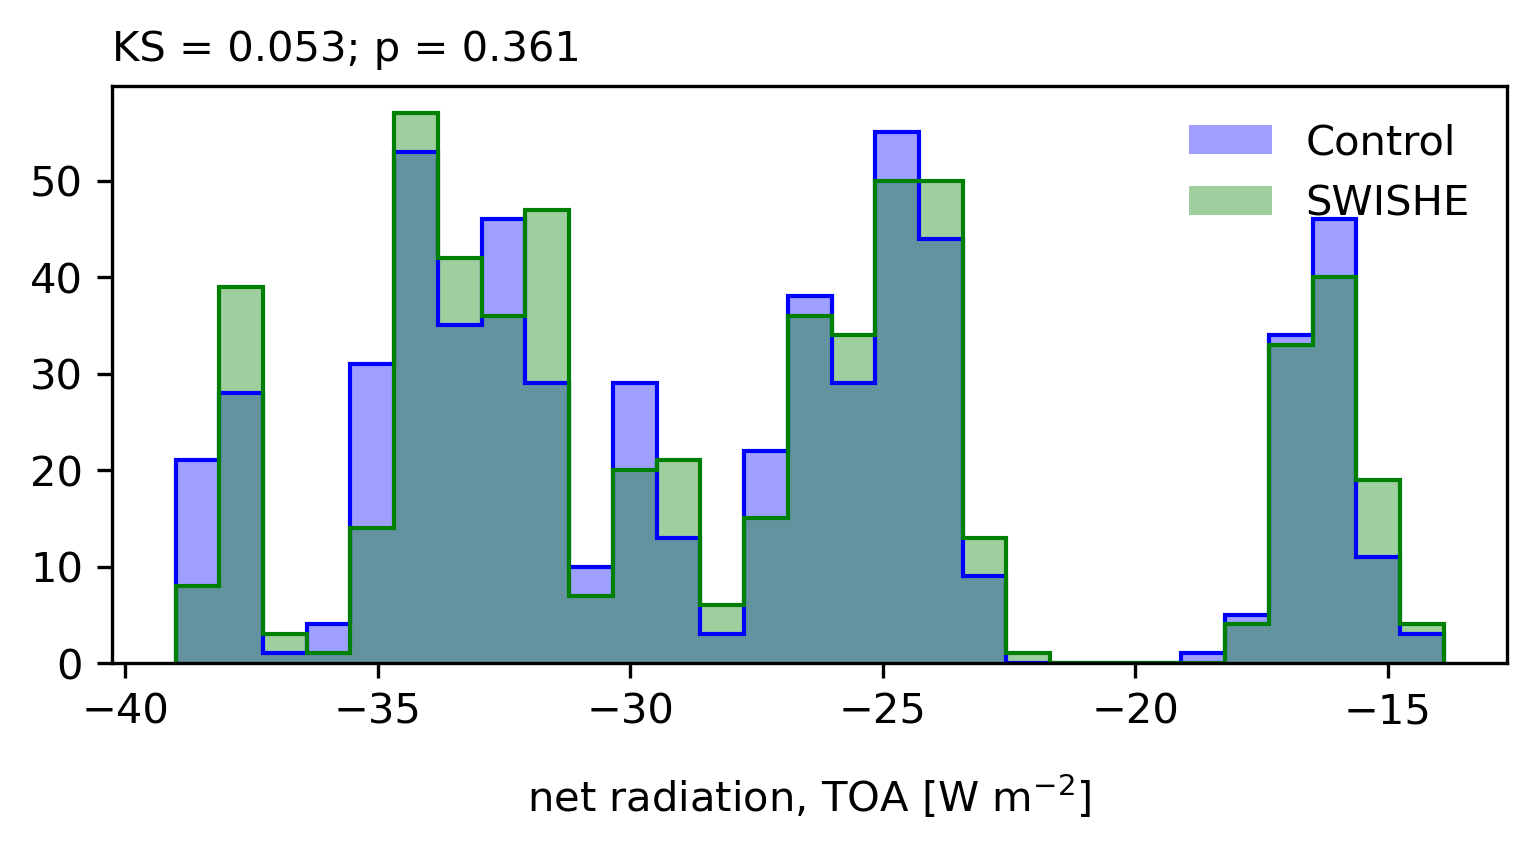 KS = 0.053; p = 0.361
Control
SWISHE
50
40
30
20
10
0
−40 −35 −30 −25 −20 −15
net radiation, TOA [W m⁻²]